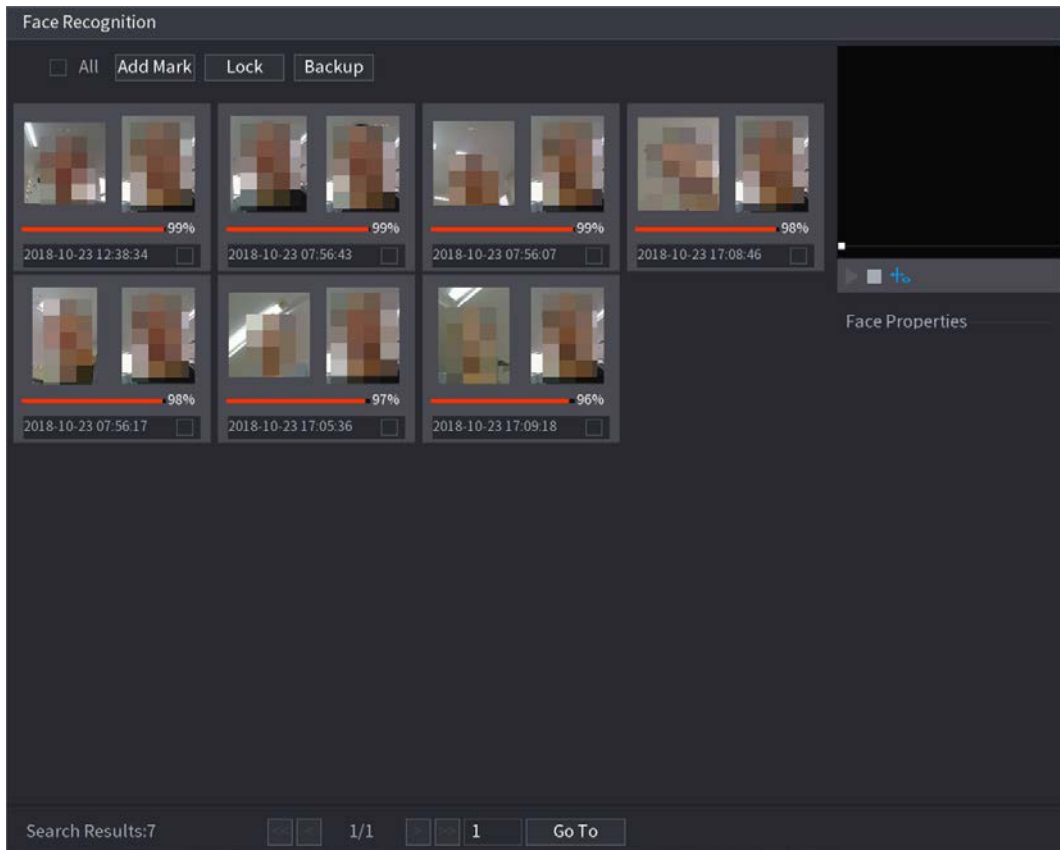 Face Recognition
All Add Mark Lock Backup
99% 99% 99% 98%
2018-10-23 12:38:34 2018-10-23 07:56:43 2018-10-23 07:56:07 2018-10-23 17:08:46
Face Properties
98% 97% 96%
2018-10-23 07:56:17 2018-10-23 17:05:36 2018-10-23 17:09:18
Search Results:7 << < 1/1 > >> 1 Go To